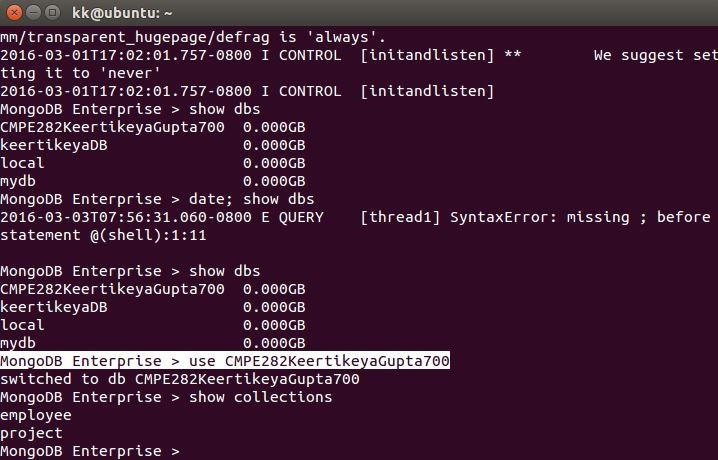 kk@ubuntu: ~
mm/transparent_hugepage/defrag is 'always'.
2016-03-01T17:02:01.757-0800 I CONTROL  [initandlisten] **        We suggest set
ting it to 'never'
2016-03-01T17:02:01.757-0800 I CONTROL  [initandlisten]
MongoDB Enterprise > show dbs
CMPE282KeertikeyaGupta700  0.000GB
keertikeyaDB               0.000GB
local                      0.000GB
mydb                       0.000GB
MongoDB Enterprise > date; show dbs
2016-03-03T07:56:31.060-0800 E QUERY    [thread1] SyntaxError: missing ; before
statement @(shell):1:11
MongoDB Enterprise > show dbs
CMPE282KeertikeyaGupta700  0.000GB
keertikeyaDB               0.000GB
local                      0.000GB
mydb                       0.000GB
MongoDB Enterprise > use CMPE282KeertikeyaGupta700
switched to db CMPE282KeertikeyaGupta700
MongoDB Enterprise > show collections
employee
project
MongoDB Enterprise >